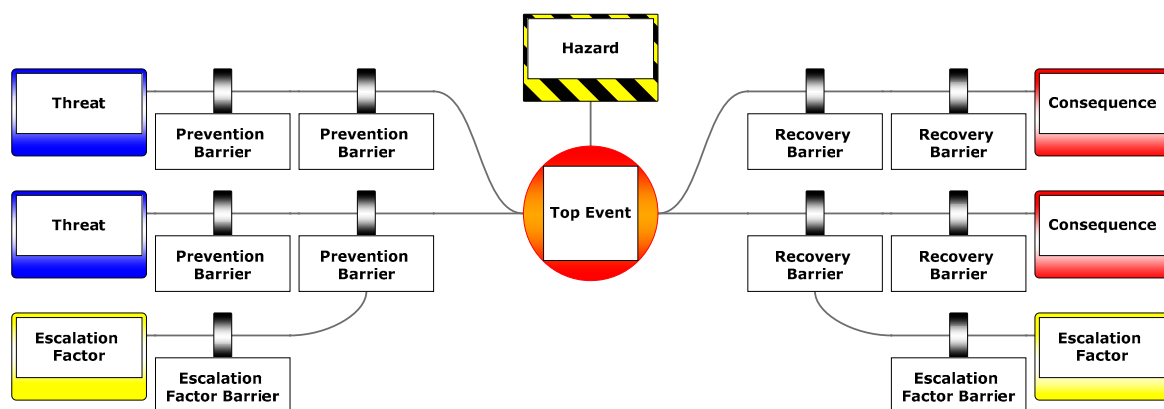 Hazard
Threat
Prevention
Barrier
Prevention
Barrier
Recovery
Barrier
Recovery
Barrier
Consequence
Top Event
Threat
Prevention
Barrier
Prevention
Barrier
Recovery
Barrier
Recovery
Barrier
Consequence
Escalation
Factor
Escalation
Factor Barrier
Escalation
Factor Barrier
Escalation
Factor